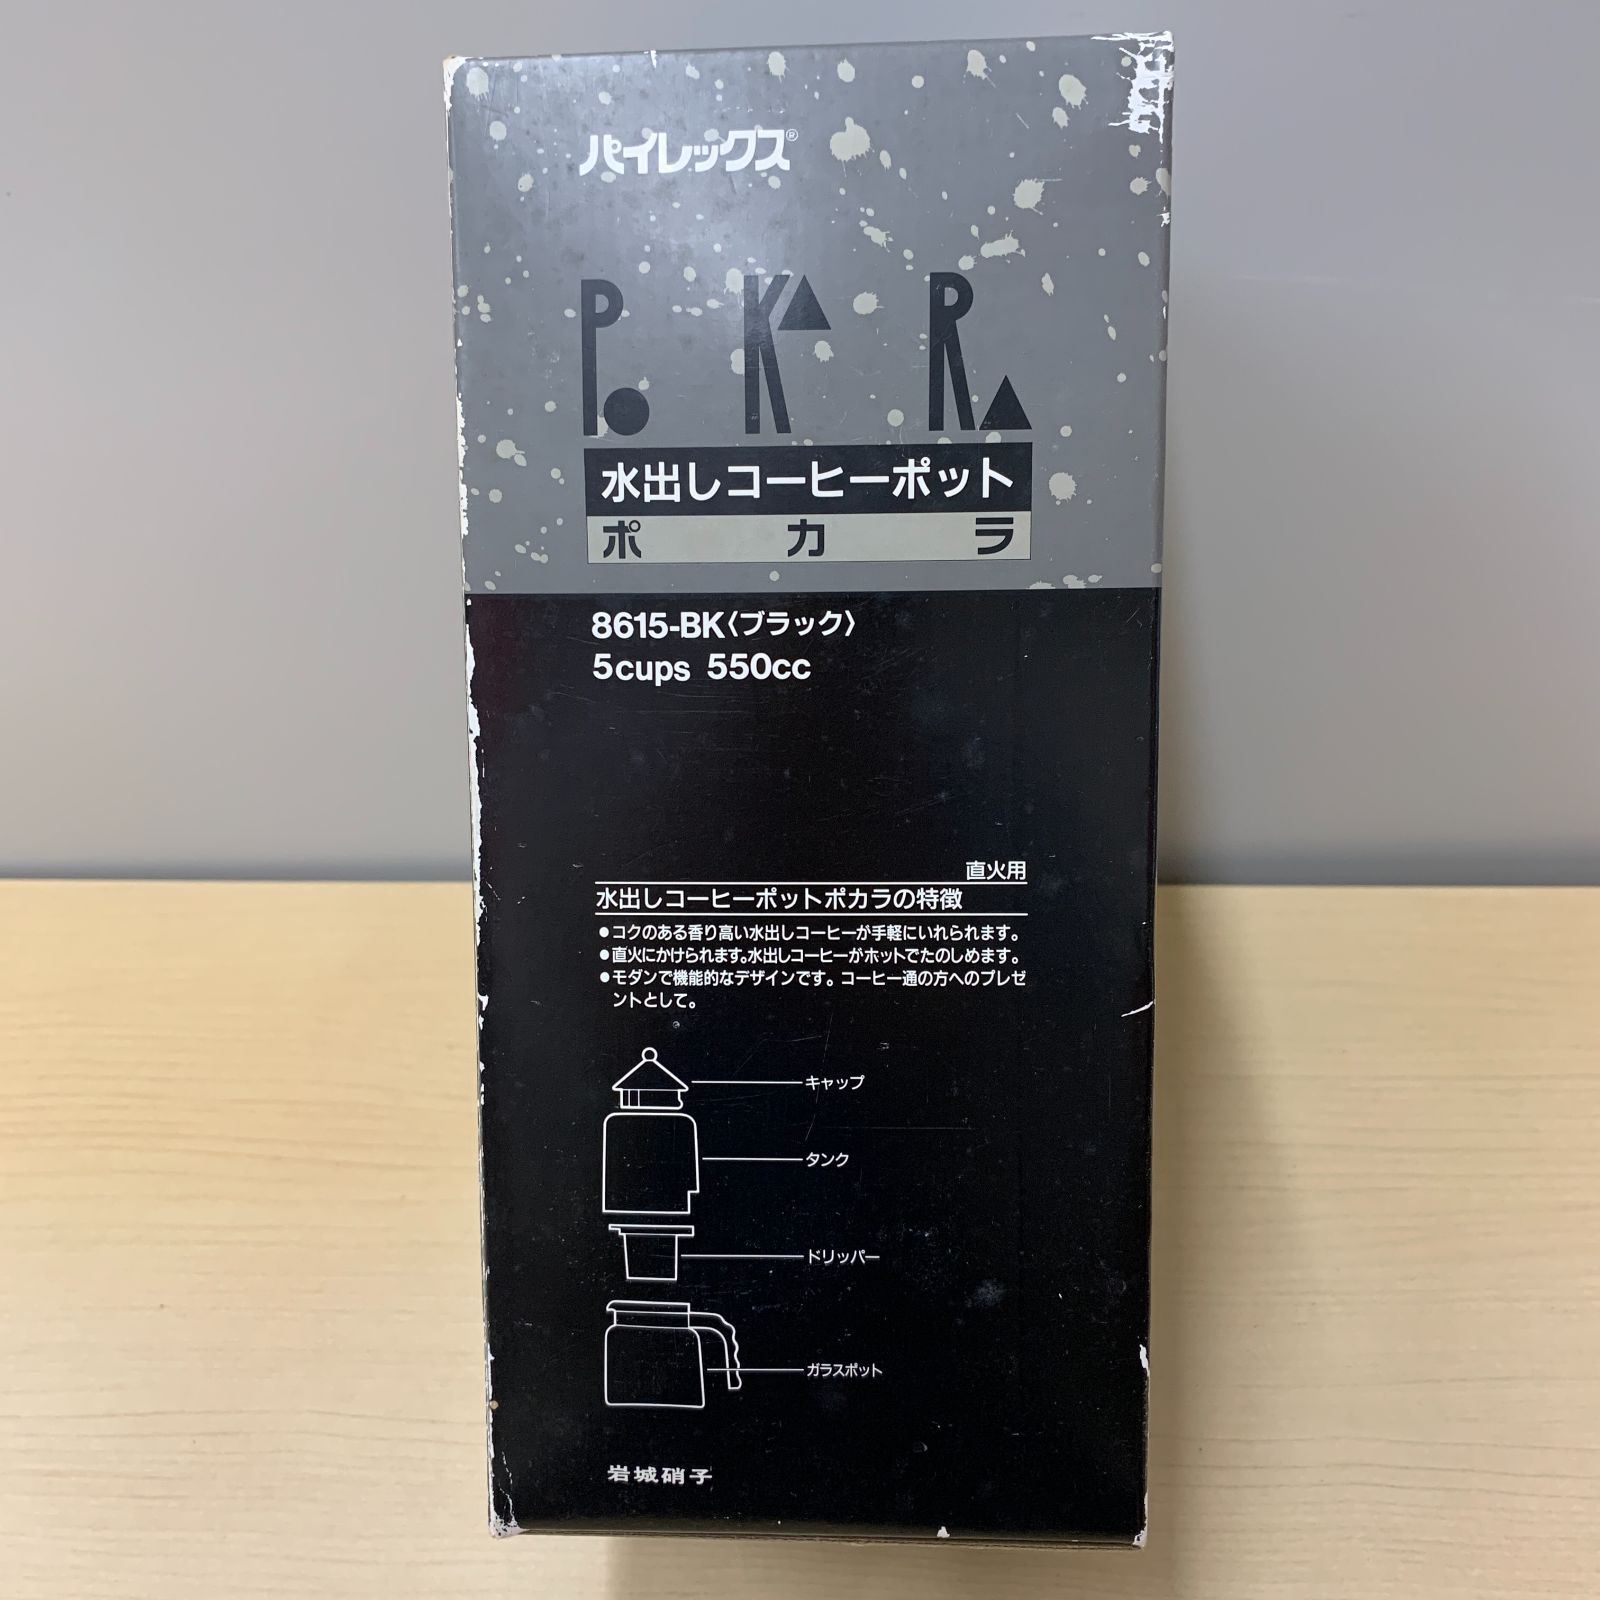 パイレックス®
P. KA RA
水出しコーヒーポット
ポカラ
8615-BK〈ブラック〉
5cups 550cc
直火用
水出しコーヒーポットポカラの特徴
●コクのある香り高い水出しコーヒーが手軽にいれられます。
●直火にかけられます。水出しコーヒーがホットでたのしめます。
●モダンで機能的なデザインです。コーヒー通の方へのプレゼ
ントとして。
キャップ
タンク
ドリッパー
ガラスポット
岩城硝子